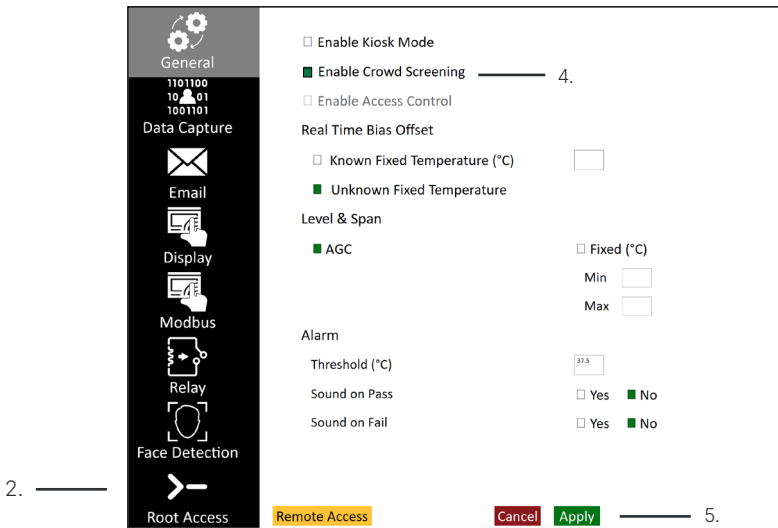 General
1101100
10 01
1001101
Data Capture
Email
Display
Modbus
Relay
Face Detection
2.
Root Access
Enable Kiosk Mode
Enable Crowd Screening 4.
Enable Access Control
Real Time Bias Offset
Known Fixed Temperature (°C)
Unknown Fixed Temperature
Level & Span
AGC Fixed (°C)
Min
Max
Alarm
Threshold (°C) 37.5
Sound on Pass Yes No
Sound on Fail Yes No
Remote Access Cancel Apply 5.